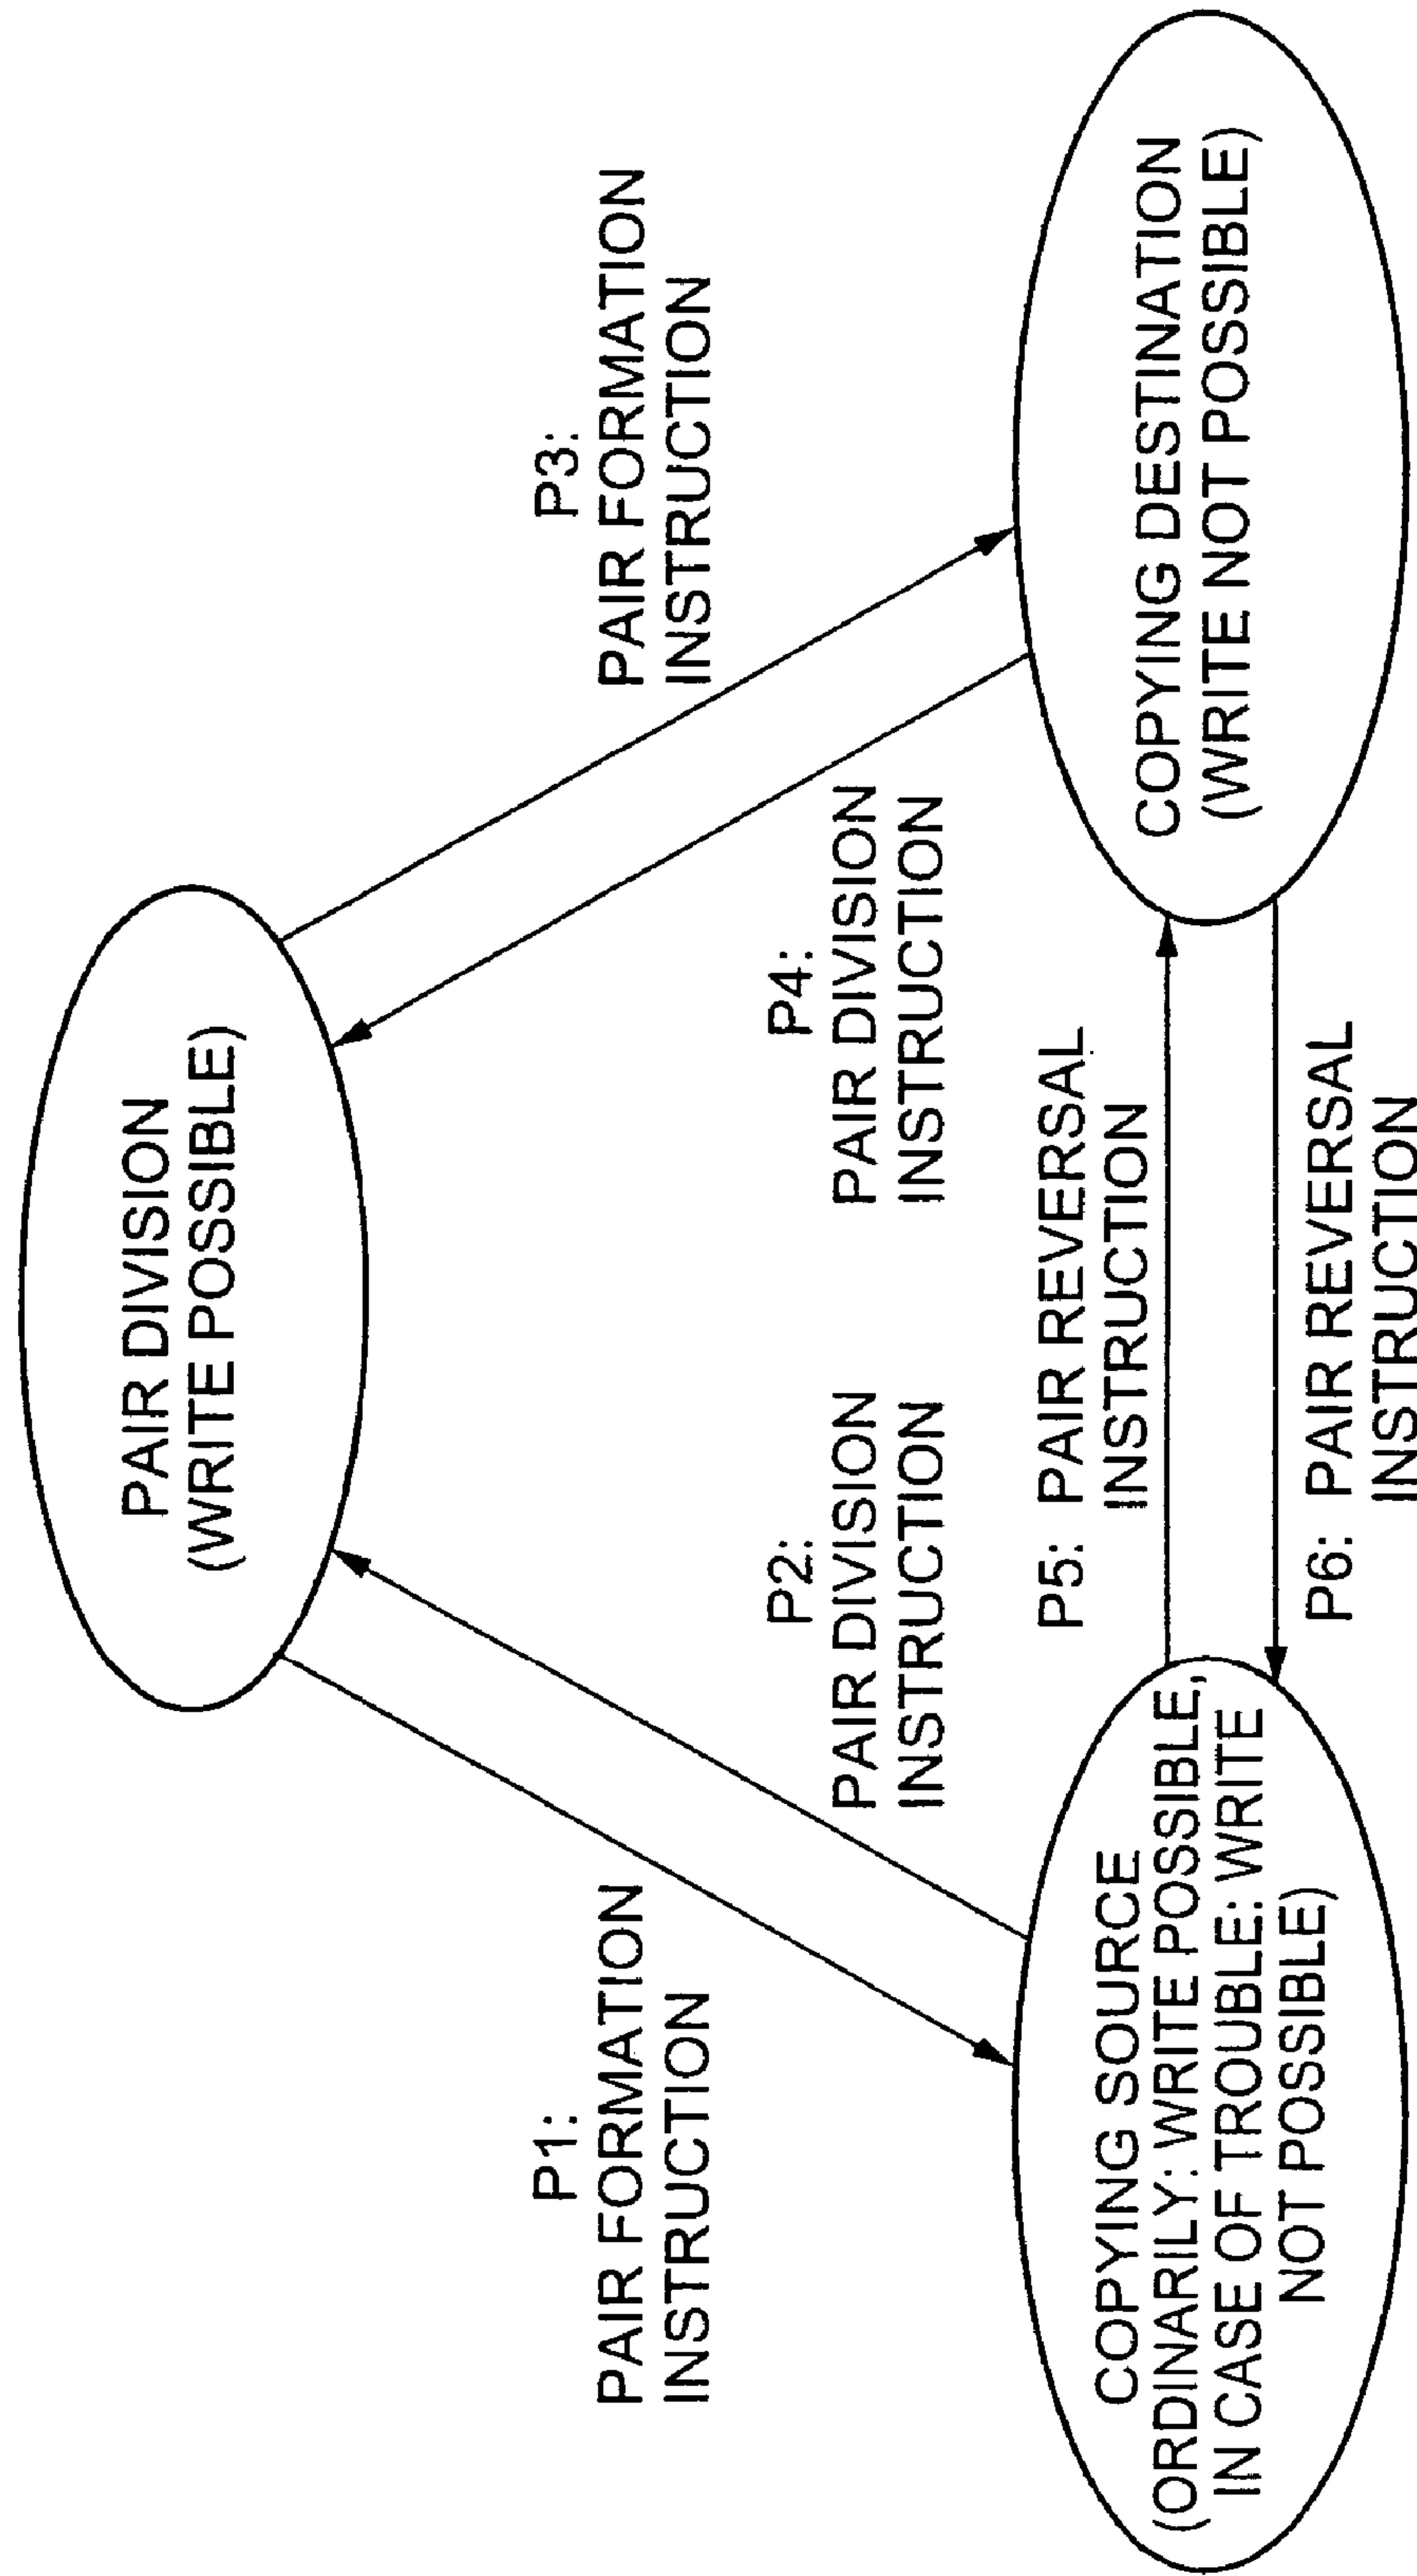 PAIR DIVISION
(WRITE POSSIBLE)
P1:
PAIR FORMATION
INSTRUCTION
P3:
PAIR FORMATION
INSTRUCTION
P2:
PAIR DIVISION
INSTRUCTION
P4:
PAIR DIVISION
INSTRUCTION
COPYING SOURCE
(ORDINARILY: WRITE POSSIBLE,
IN CASE OF TROUBLE: WRITE
NOT POSSIBLE)
P5: PAIR REVERSAL
INSTRUCTION
P6: PAIR REVERSAL
INSTRUCTION
COPYING DESTINATION
(WRITE NOT POSSIBLE)